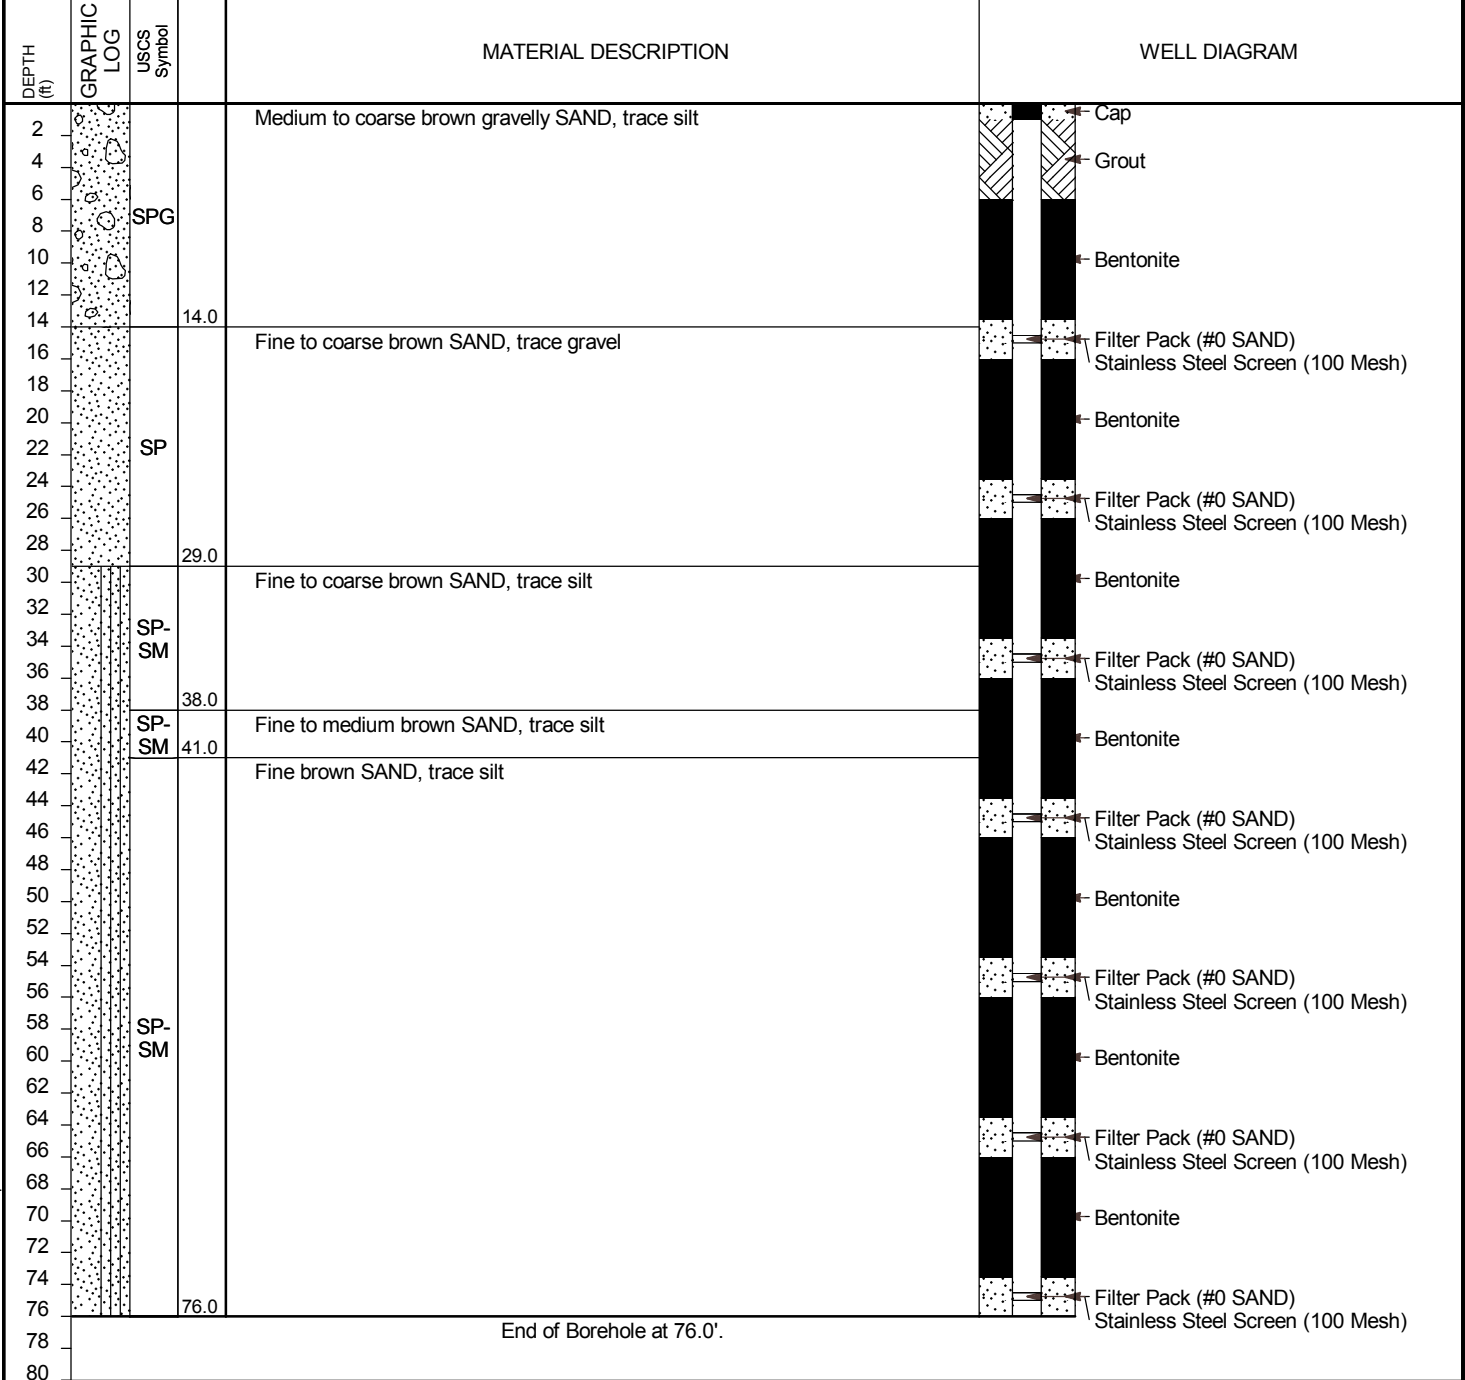 DEPTH
(ft)
GRAPHIC
LOG
USCS
Symbol
MATERIAL DESCRIPTION
WELL DIAGRAM
Medium to coarse brown gravelly SAND, trace silt
Cap
2
4
Grout
6
SPG
8
10
Bentonite
12
14
14.0
Fine to coarse brown SAND, trace gravel
Filter Pack (#0 SAND)
16
Stainless Steel Screen (100 Mesh)
18
20
Bentonite
22
SP
24
Filter Pack (#0 SAND)
26
Stainless Steel Screen (100 Mesh)
28
29.0
30
Fine to coarse brown SAND, trace silt
Bentonite
32
SP-
SM
34
Filter Pack (#0 SAND)
36
Stainless Steel Screen (100 Mesh)
38
38.0
Fine to medium brown SAND, trace silt
SP-
SM
40
41.0
Bentonite
42
Fine brown SAND, trace silt
44
Filter Pack (#0 SAND)
46
Stainless Steel Screen (100 Mesh)
48
50
Bentonite
52
54
Filter Pack (#0 SAND)
56
Stainless Steel Screen (100 Mesh)
58
SP-
SM
60
Bentonite
62
64
Filter Pack (#0 SAND)
66
Stainless Steel Screen (100 Mesh)
68
70
Bentonite
72
74
Filter Pack (#0 SAND)
76
76.0
Stainless Steel Screen (100 Mesh)
End of Borehole at 76.0'.
78
80